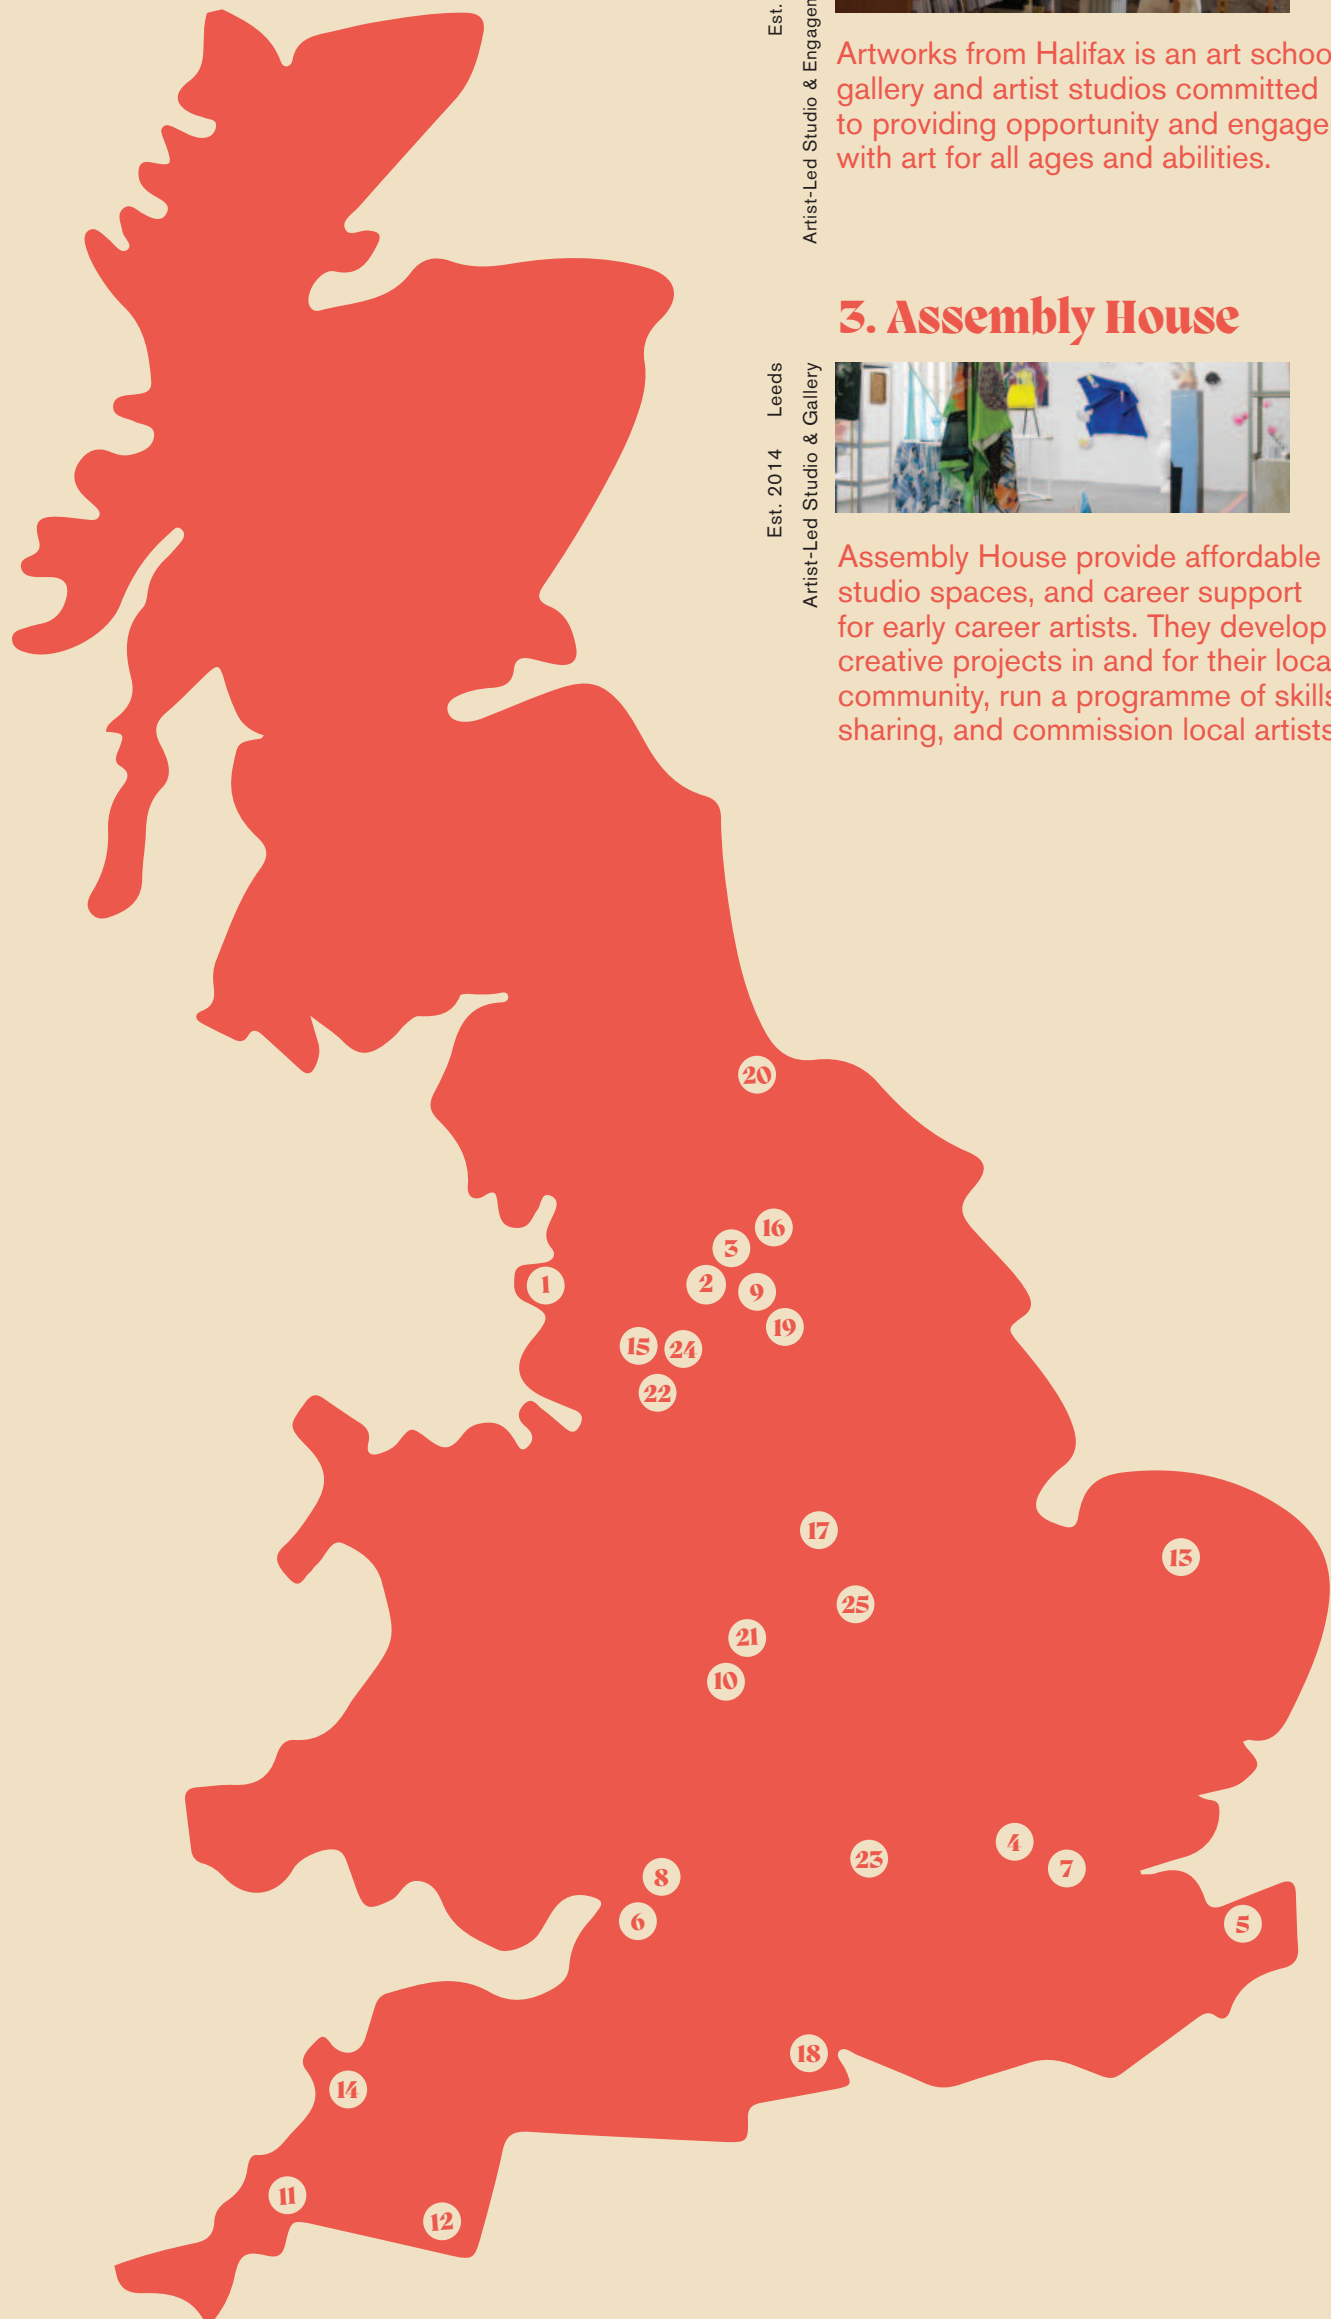 Est.
Artist-Led Studio & Engagem
Artworks from Halifax is an art schoo
gallery and artist studios committed
to providing opportunity and engage
with art for all ages and abilities.
3. Assembly House
Est. 2014 Leeds
Artist-Led Studio & Gallery
Assembly House provide affordable
studio spaces, and career support
for early career artists. They develop
creative projects in and for their loca
community, run a programme of skills
sharing, and commission local artists
20
16
3
1
2
9
19
15
24
22
17
13
25
21
10
4
23
7
8
6
5
18
14
11
12